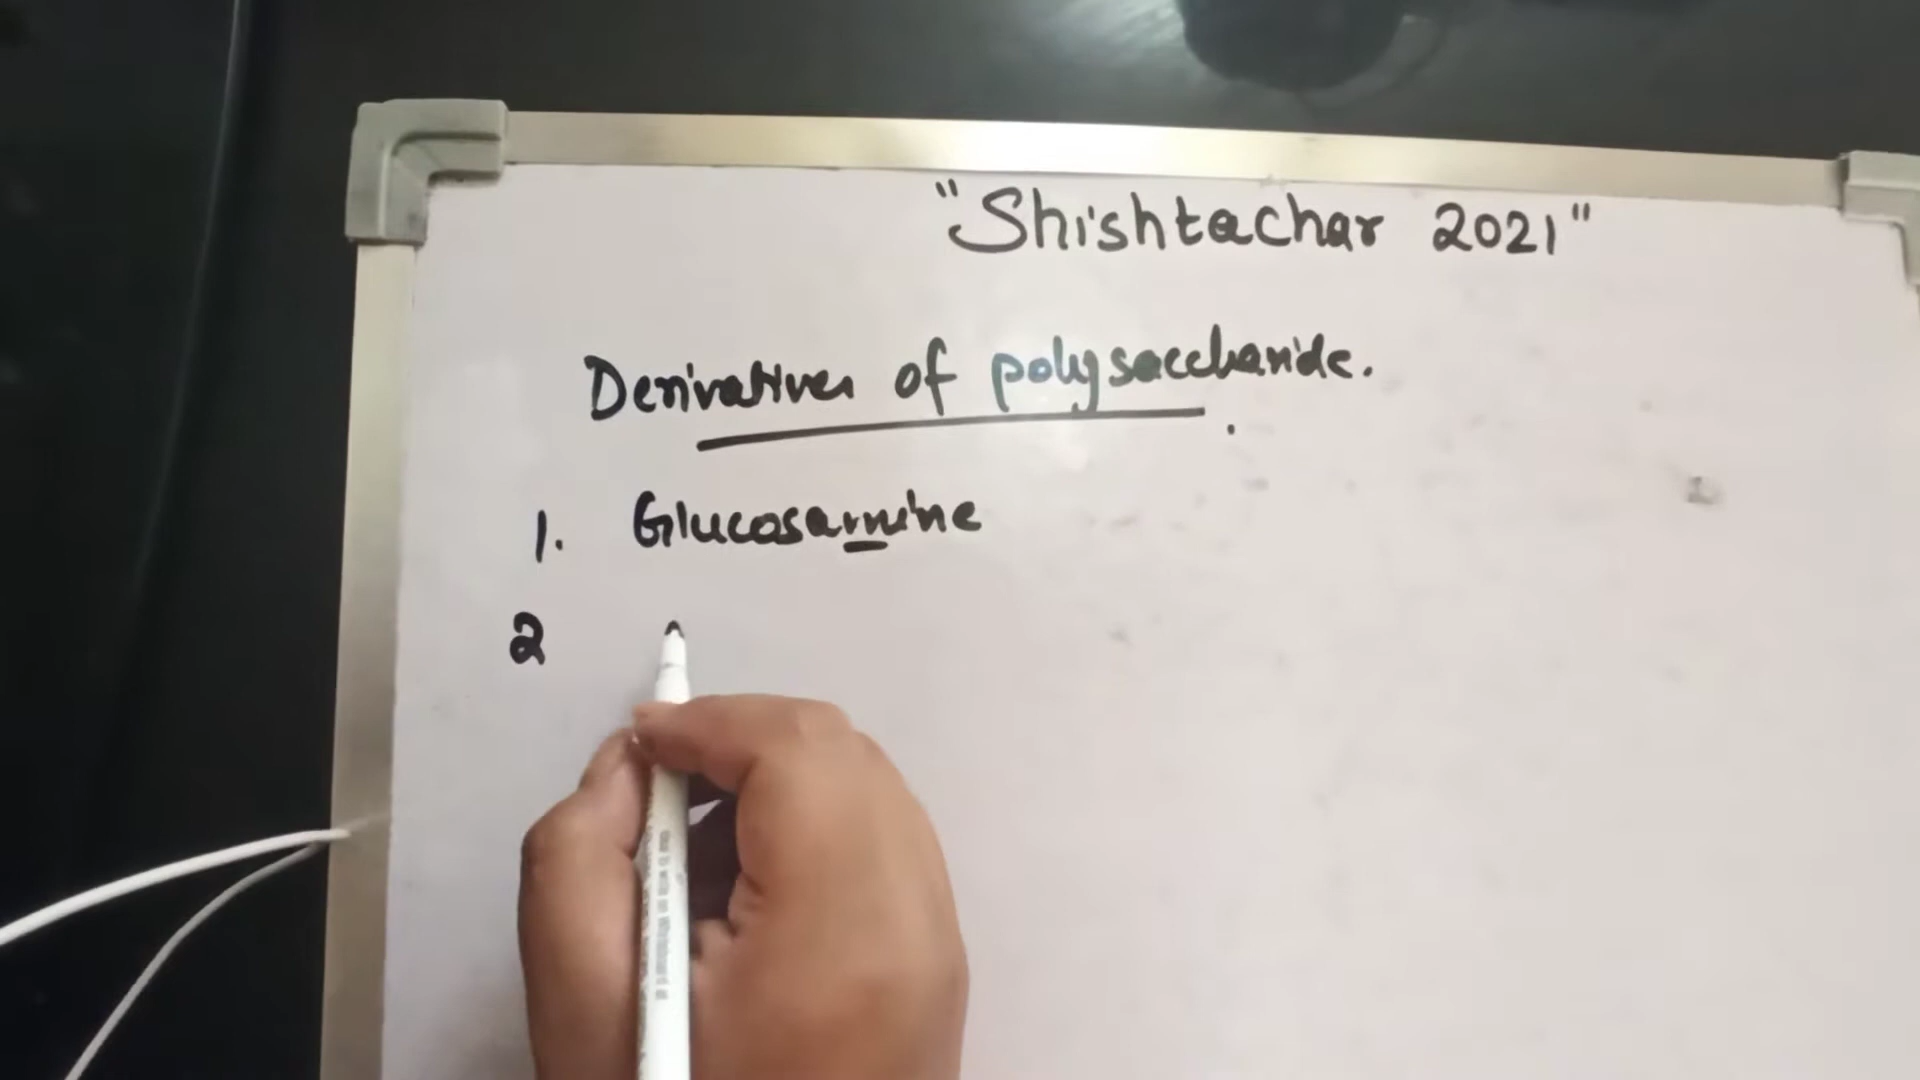 "Shishtachar 2021"
Derivatives of polysaccharide.
1. Glucosamine
2